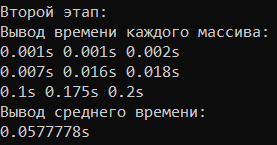 Второй этап:
Вывод времени каждого массива:
0.001s 0.001s 0.002s
0.007s 0.016s 0.018s
0.1s 0.175s 0.2s
Вывод среднего времени:
0.0577778s